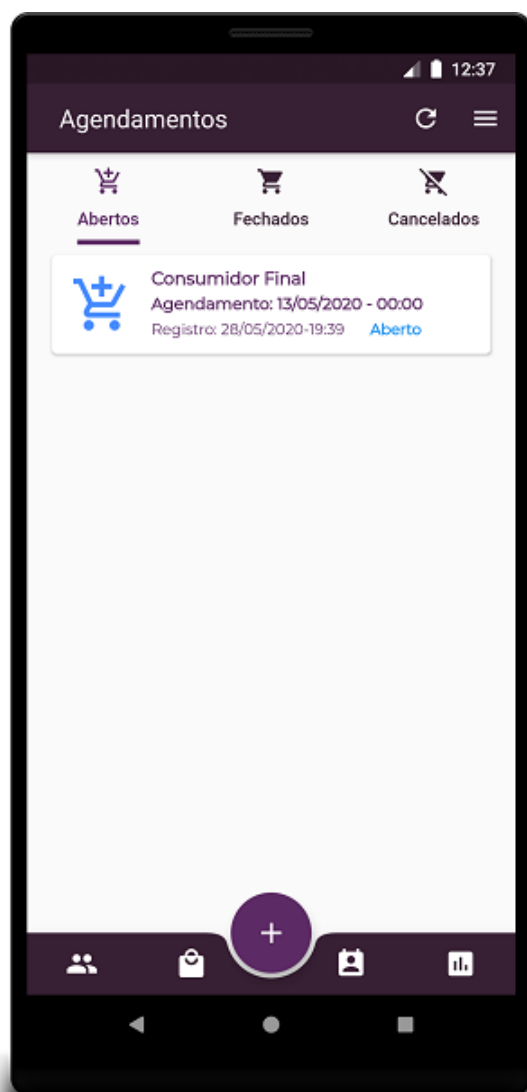 12:37
Agendamentos
Abertos Fechados Cancelados
Consumidor Final
Agendamento: 13/05/2020 - 00:00
Registro: 28/05/2020-19:39 Aberto